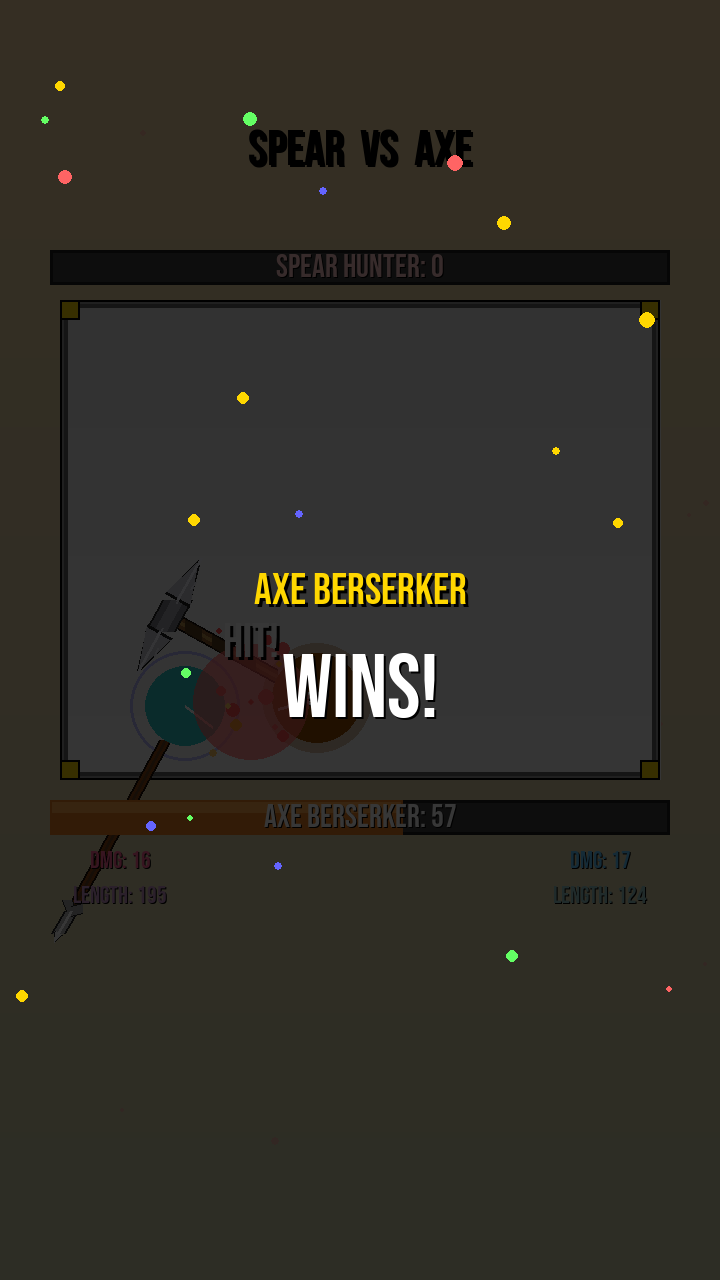 SPEAR VS AXE
SPEAR HUNTER: 0
AXE BERSERKER
HIT!
WINS!
AXE BERSERKER: 57
DMG: 16
DMG: 17
LENGTH: 195
LENGTH: 124